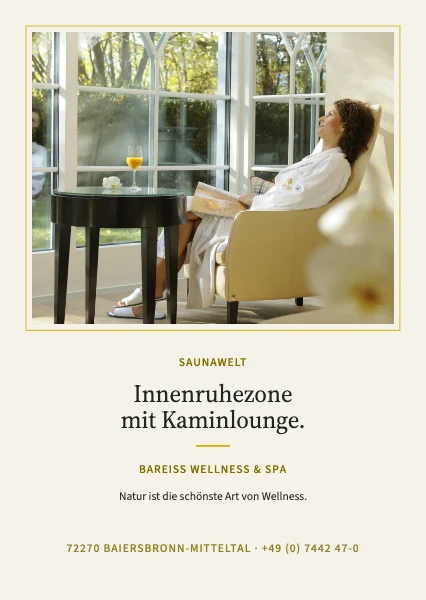 SAUNAWELT
Innenruhezone
mit Kaminlounge.
BAREISS WELLNESS & SPA
Natur ist die schönste Art von Wellness.
72270 BAIERSBRONN-MITTELTAL · +49 (0) 7442 47-0